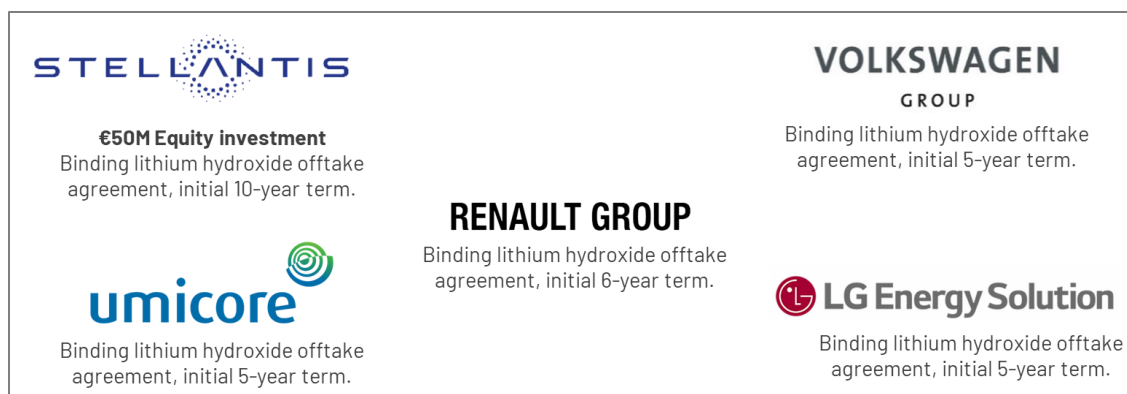 STELLANTIS
€50M Equity investment
Binding lithium hydroxide offtake
agreement, initial 10-year term.
umicore
Binding lithium hydroxide offtake
agreement, initial 5-year term.
RENAULT GROUP
Binding lithium hydroxide offtake
agreement, initial 6-year term.
VOLKSWAGEN
GROUP
Binding lithium hydroxide offtake
agreement, initial 5-year term.
LG Energy Solution
Binding lithium hydroxide offtake
agreement, initial 5-year term.